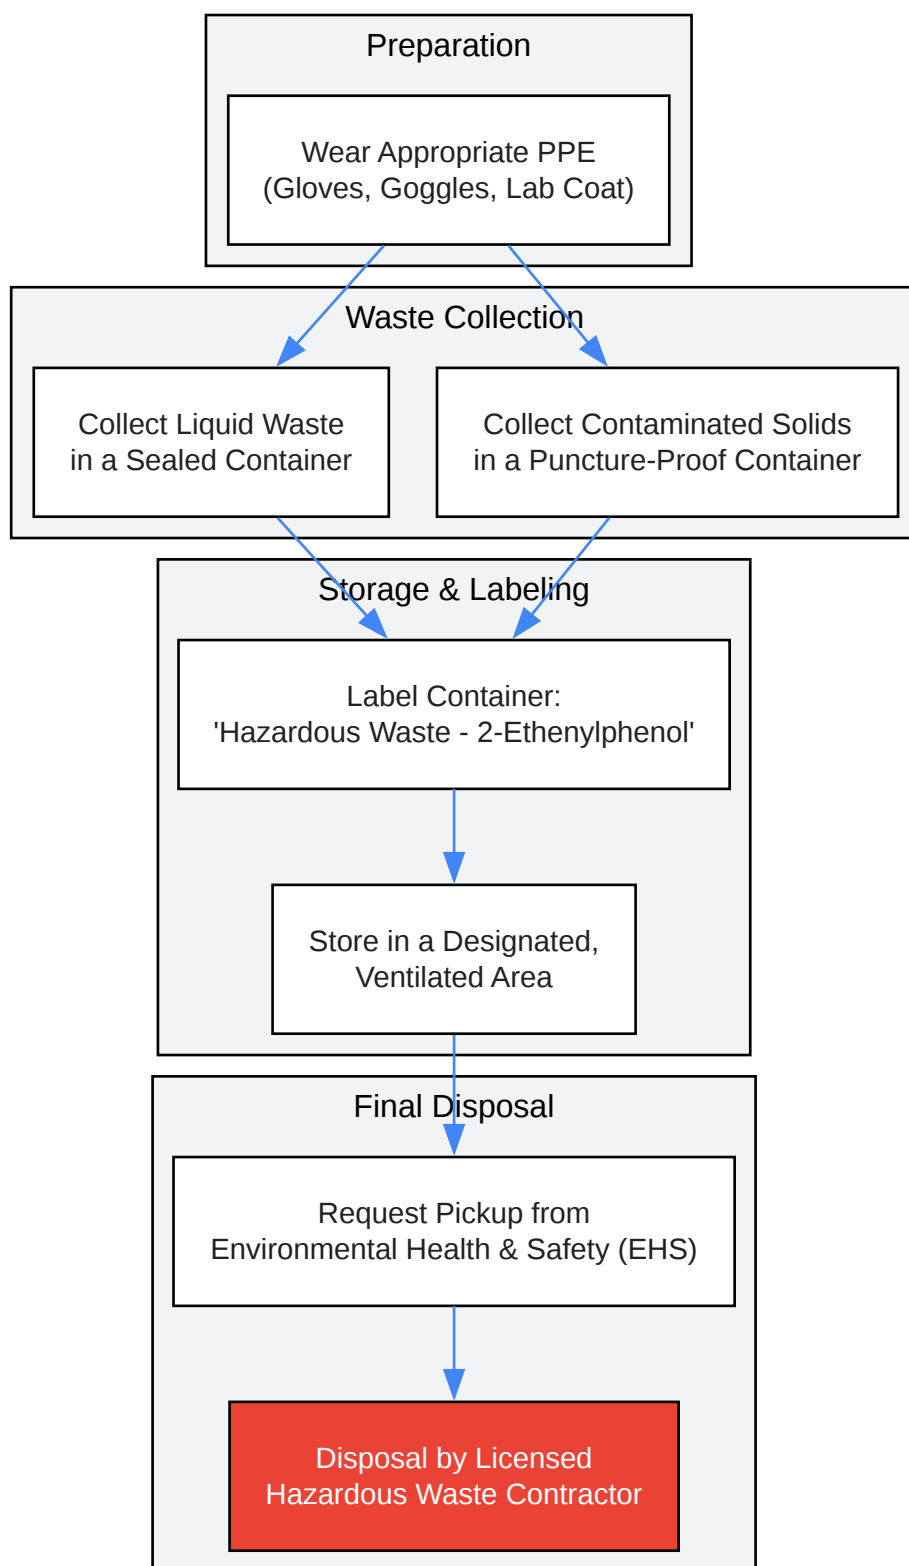 Preparation
Wear Appropriate PPE
(Gloves, Goggles, Lab Coat)
Waste Collection
Collect Liquid Waste
in a Sealed Container
Collect Contaminated Solids
in a Puncture-Proof Container
Storage & Labeling
Label Container:
'Hazardous Waste - 2-Ethenylphenol'
Store in a Designated,
Ventilated Area
Final Disposal
Request Pickup from
Environmental Health & Safety (EHS)
Disposal by Licensed
Hazardous Waste Contractor